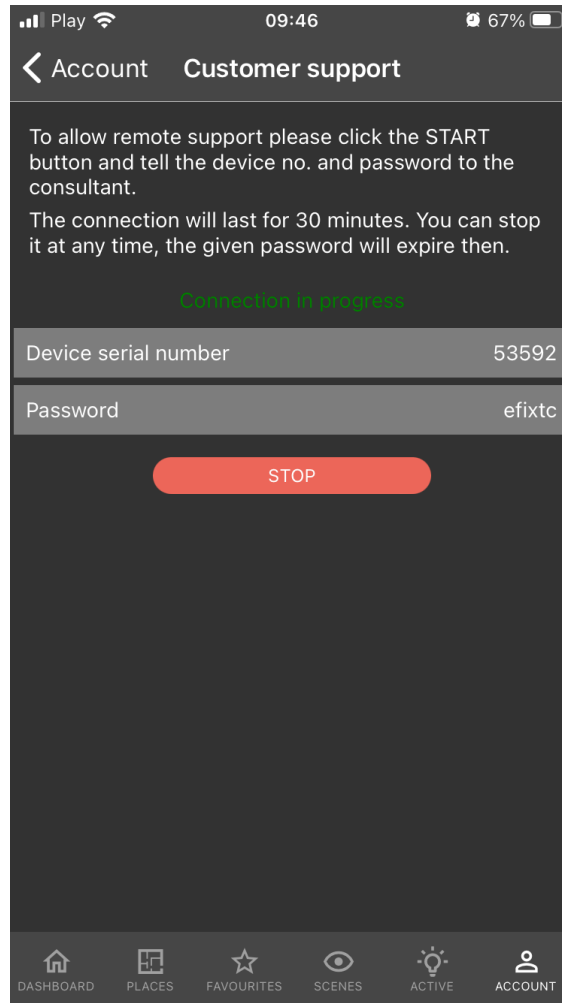 Play 09:46 67%
Account Customer support
To allow remote support please click the START
button and tell the device no. and password to the
consultant.
The connection will last for 30 minutes. You can stop
it at any time, the given password will expire then.
Connection in progress
Device serial number 53592
Password efixtc
STOP
DASHBOARD PLACES FAVOURITES SCENES ACTIVE ACCOUNT